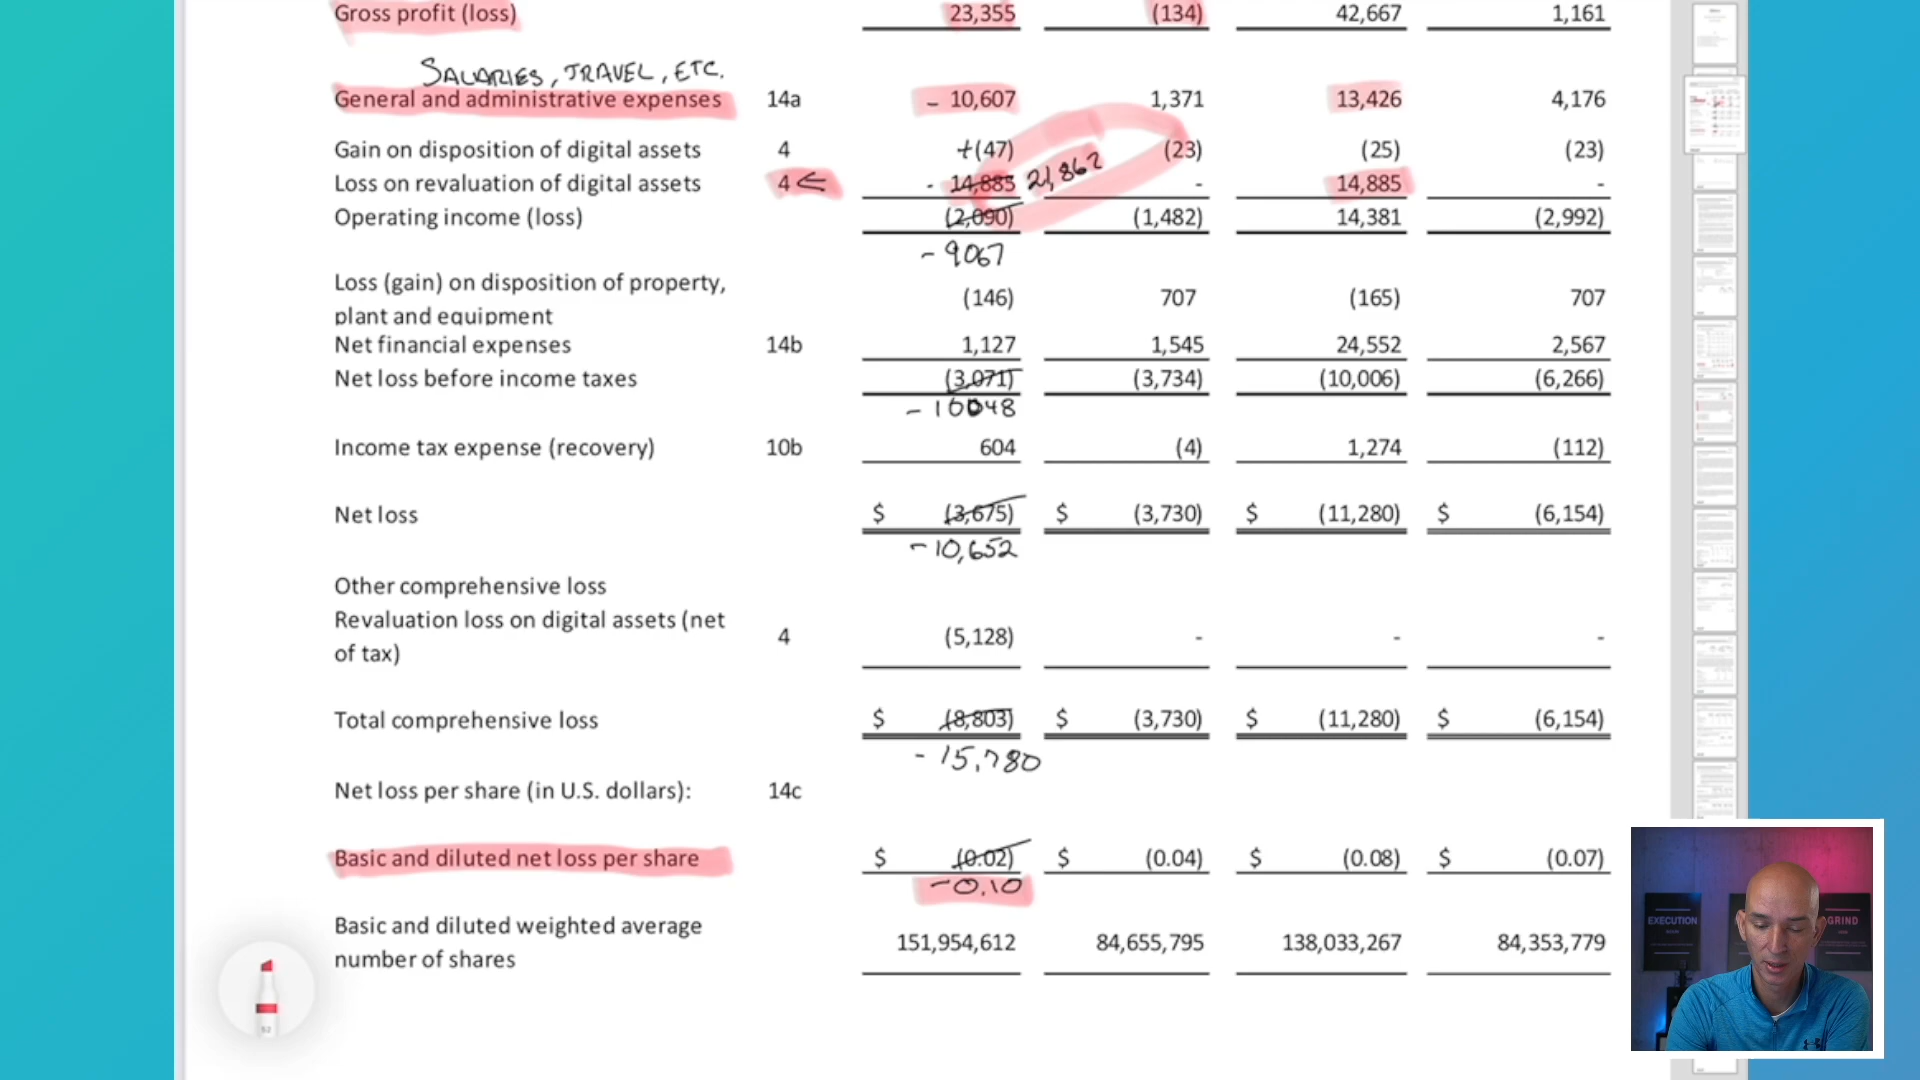 Gross profit (loss) 23,355 (134) 42,667 1,161
SALARIES, TRAVEL, ETC.
General and administrative expenses 14a - 10,607 1,371 13,426 4,176
Gain on disposition of digital assets 4 +(47) (23) (25) (23)
Loss on revaluation of digital assets 4 - 14,885 21,862 - 14,885 -
Operating income (loss) (2,090) (1,482) 14,381 (2,992)
- 9067
Loss (gain) on disposition of property,
plant and equipment (146) 707 (165) 707
Net financial expenses 14b 1,127 1,545 24,552 2,567
Net loss before income taxes (3,071) (3,734) (10,006) (6,266)
- 10048
Income tax expense (recovery) 10b 604 (4) 1,274 (112)
Net loss $ (3,675) $ (3,730) $ (11,280) $ (6,154)
- 10,652
Other comprehensive loss
Revaluation loss on digital assets (net
of tax) 4 (5,128) - - -
Total comprehensive loss $ (8,803) $ (3,730) $ (11,280) $ (6,154)
- 15,780
Net loss per share (in U.S. dollars): 14c
Basic and diluted net loss per share $ (0.02) $ (0.04) $ (0.08) $ (0.07)
-0.10
Basic and diluted weighted average
number of shares 151,954,612 84,655,795 138,033,267 84,353,779
52
EXECUTION
GRIND